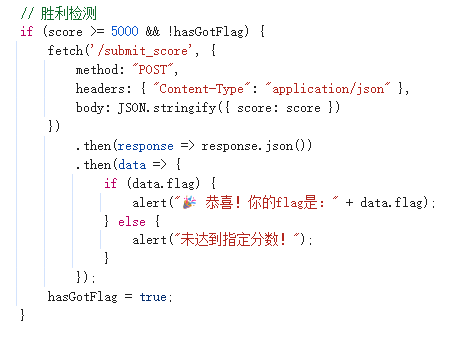 // 胜利检测
if (score >= 5000 && !hasGotFlag) {
    fetch('/submit_score', {
        method: "POST",
        headers: { "Content-Type": "application/json" },
        body: JSON.stringify({ score: score })
    })
        .then(response => response.json())
        .then(data => {
            if (data.flag) {
                alert("🎉 恭喜! 你的flag是: " + data.flag);
            } else {
                alert("未达到指定分数! ");
            }
        });
    hasGotFlag = true;
}